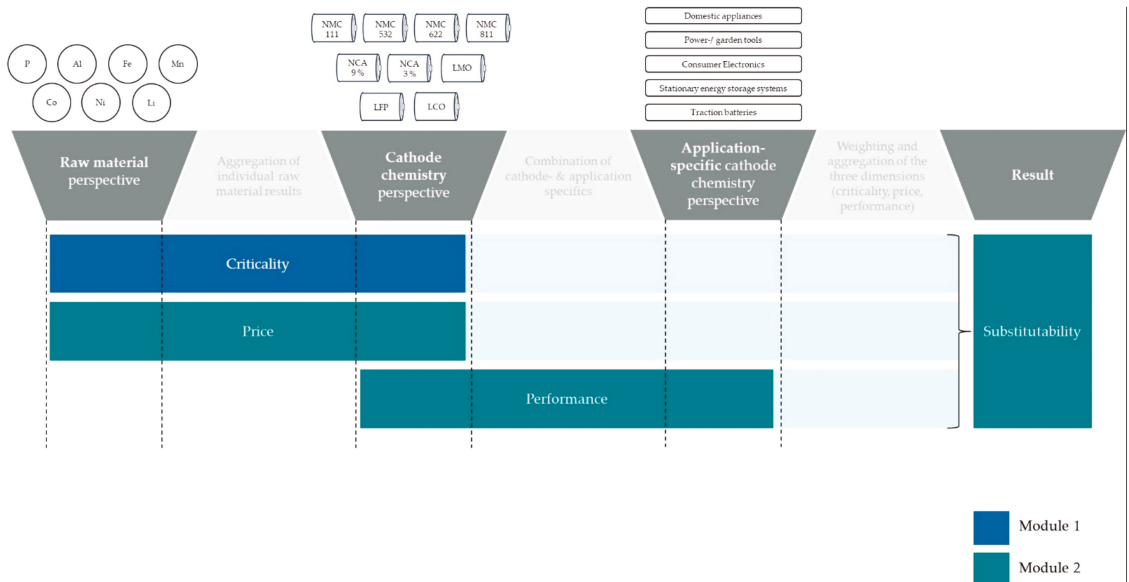 P
Al
Fe
Mn
Co
Ni
Li
NMC
111
NMC
532
NMC
622
NMC
811
NCA
9 %
NCA
3 %
LMO
LFP
LCO
Domestic appliances
Power-/ garden tools
Consumer Electronics
Stationary energy storage systems
Traction batteries
Raw material
perspective
Aggregation of
individual raw
material results
Cathode
chemistry
perspective
Combination of
cathode- & application
specifics
Application-
specific cathode
chemistry
perspective
Weighting and
aggregation of the
three dimensions
(criticality, price,
performance)
Result
Criticality
Price
Performance
Substitutability
Module 1
Module 2